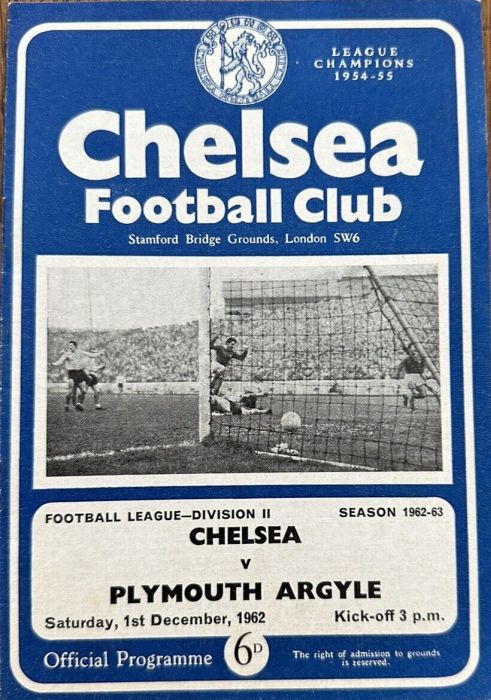 LEAGUE
CHAMPIONS
1954-55
Chelsea
Football Club
Stamford Bridge Grounds, London SW6
FOOTBALL LEAGUE—DIVISION II
SEASON 1962-63
CHELSEA
v
PLYMOUTH ARGYLE
Saturday, 1st December, 1962
Kick-off 3 p.m.
Official Programme
6D
The right of admission to grounds
is reserved.